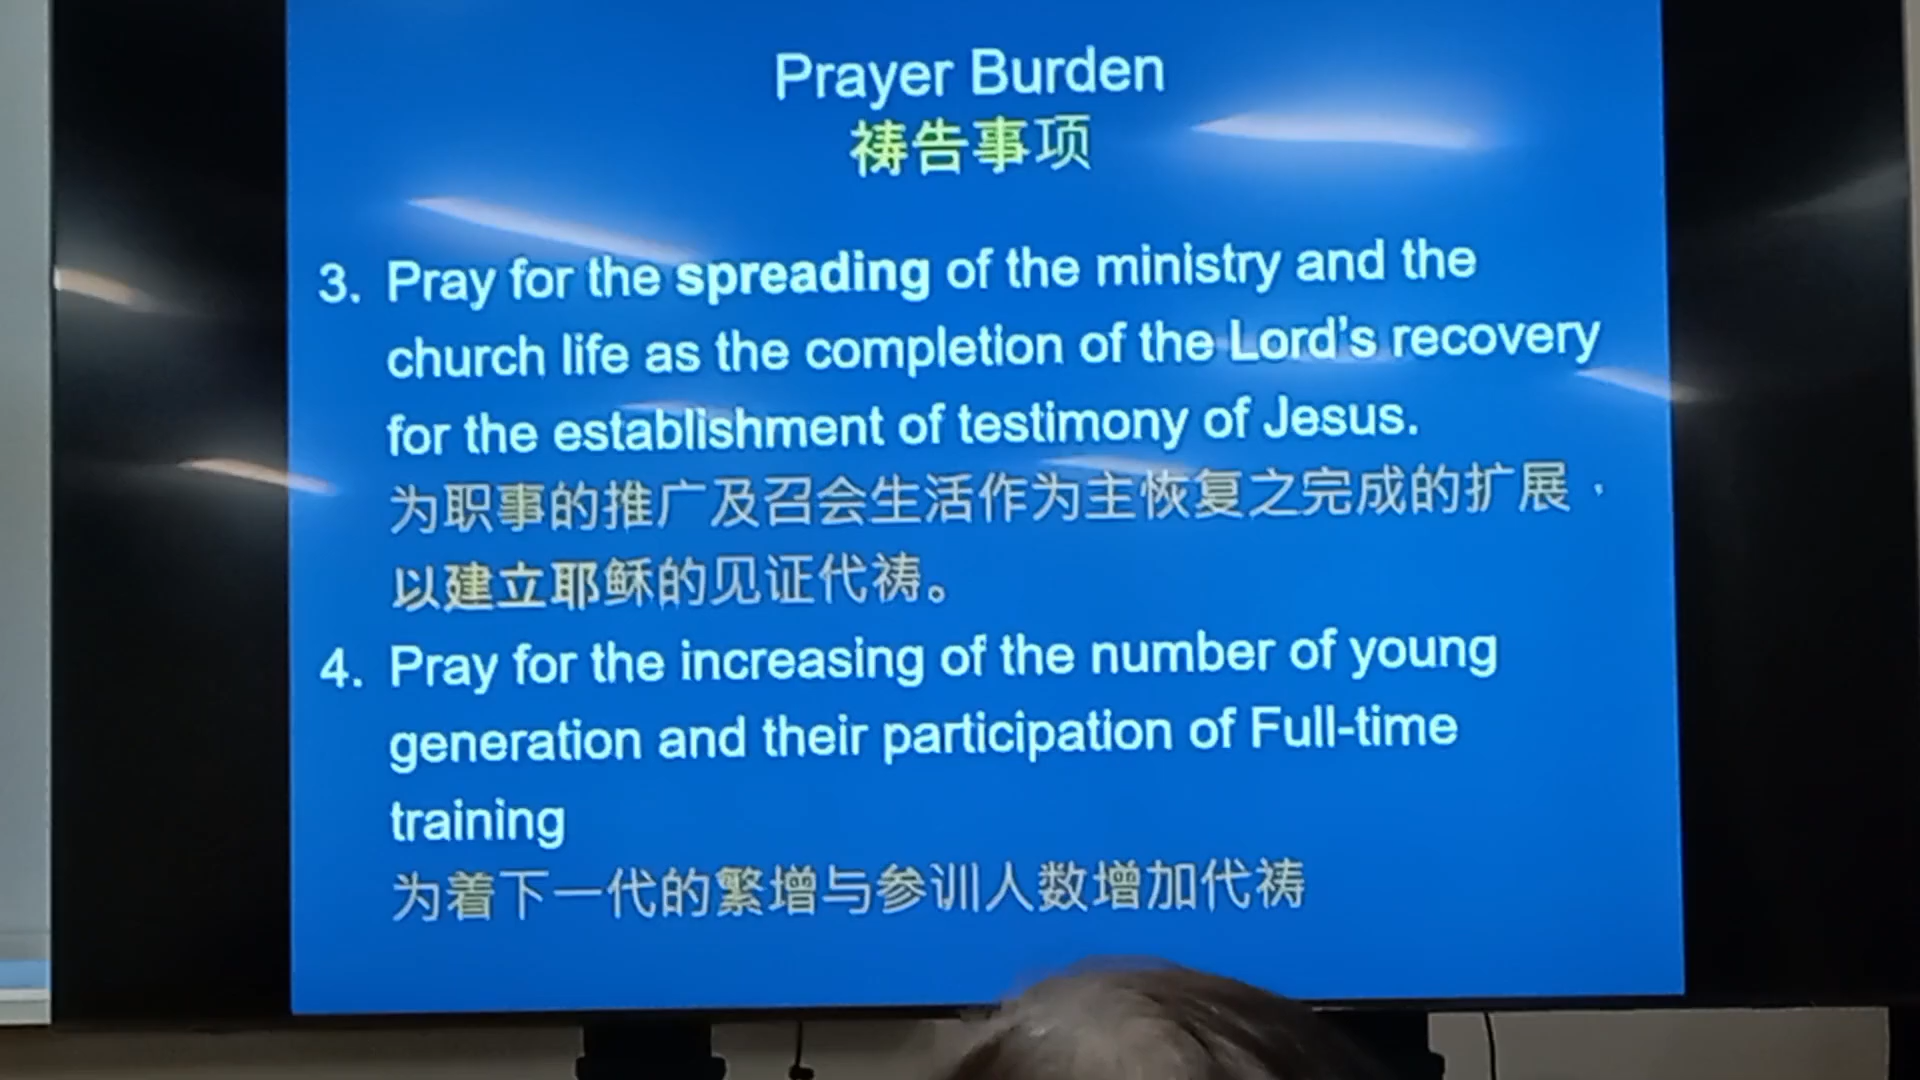 Prayer Burden
祷告事项
3. Pray for the spreading of the ministry and the
church life as the completion of the Lord's recovery
for the establishment of testimony of Jesus.
为职事的推广及召会生活作为主恢复之完成的扩展，
以建立耶稣的见证代祷。
4. Pray for the increasing of the number of young
generation and their participation of Full-time
training
为着下一代的繁增与参训人数增加代祷